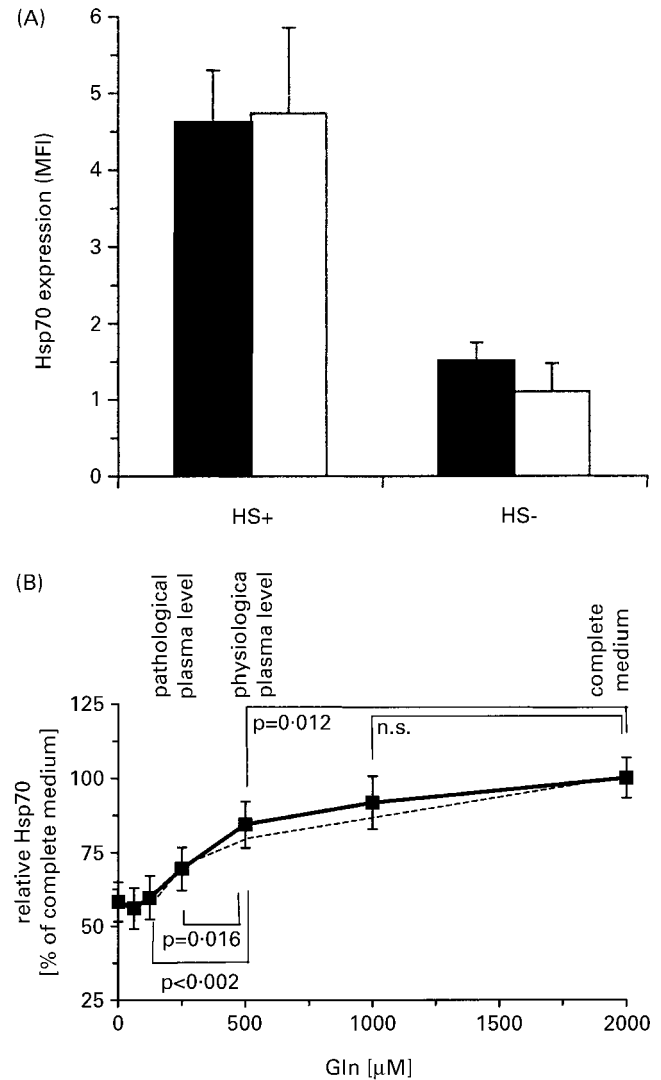 (A)
6
5
4
3
2
1
0
Hsp70 expression (MFI)
HS+
HS-
(B)
pathological
plasma level
physiologica
plasma level
complete
medium
125
100
75
50
25
relative Hsp70
[% of complete medium]
p=0·012
n.s.
p=0·016
p<0·002
0
500
1000
1500
2000
Gln [μM]